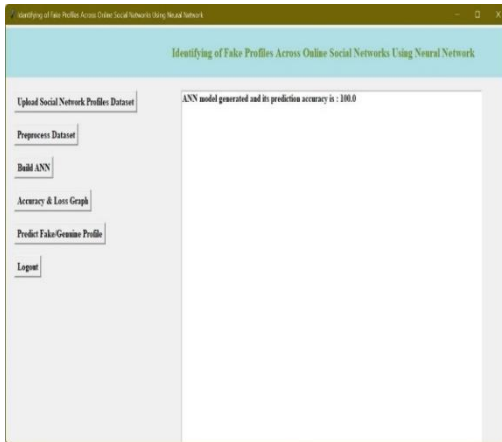 Identifying of Fake Profiles Across Online Social Networks Using Neural Network
Identifying of Fake Profiles Across Online Social Networks Using Neural Network
Upload Social Network Profiles Dataset
ANN model generated and its prediction accuracy is : 100.0
Preprocess Dataset
Build ANN
Accuracy & Loss Graph
Predict Fake/Genuine Profile
Logout